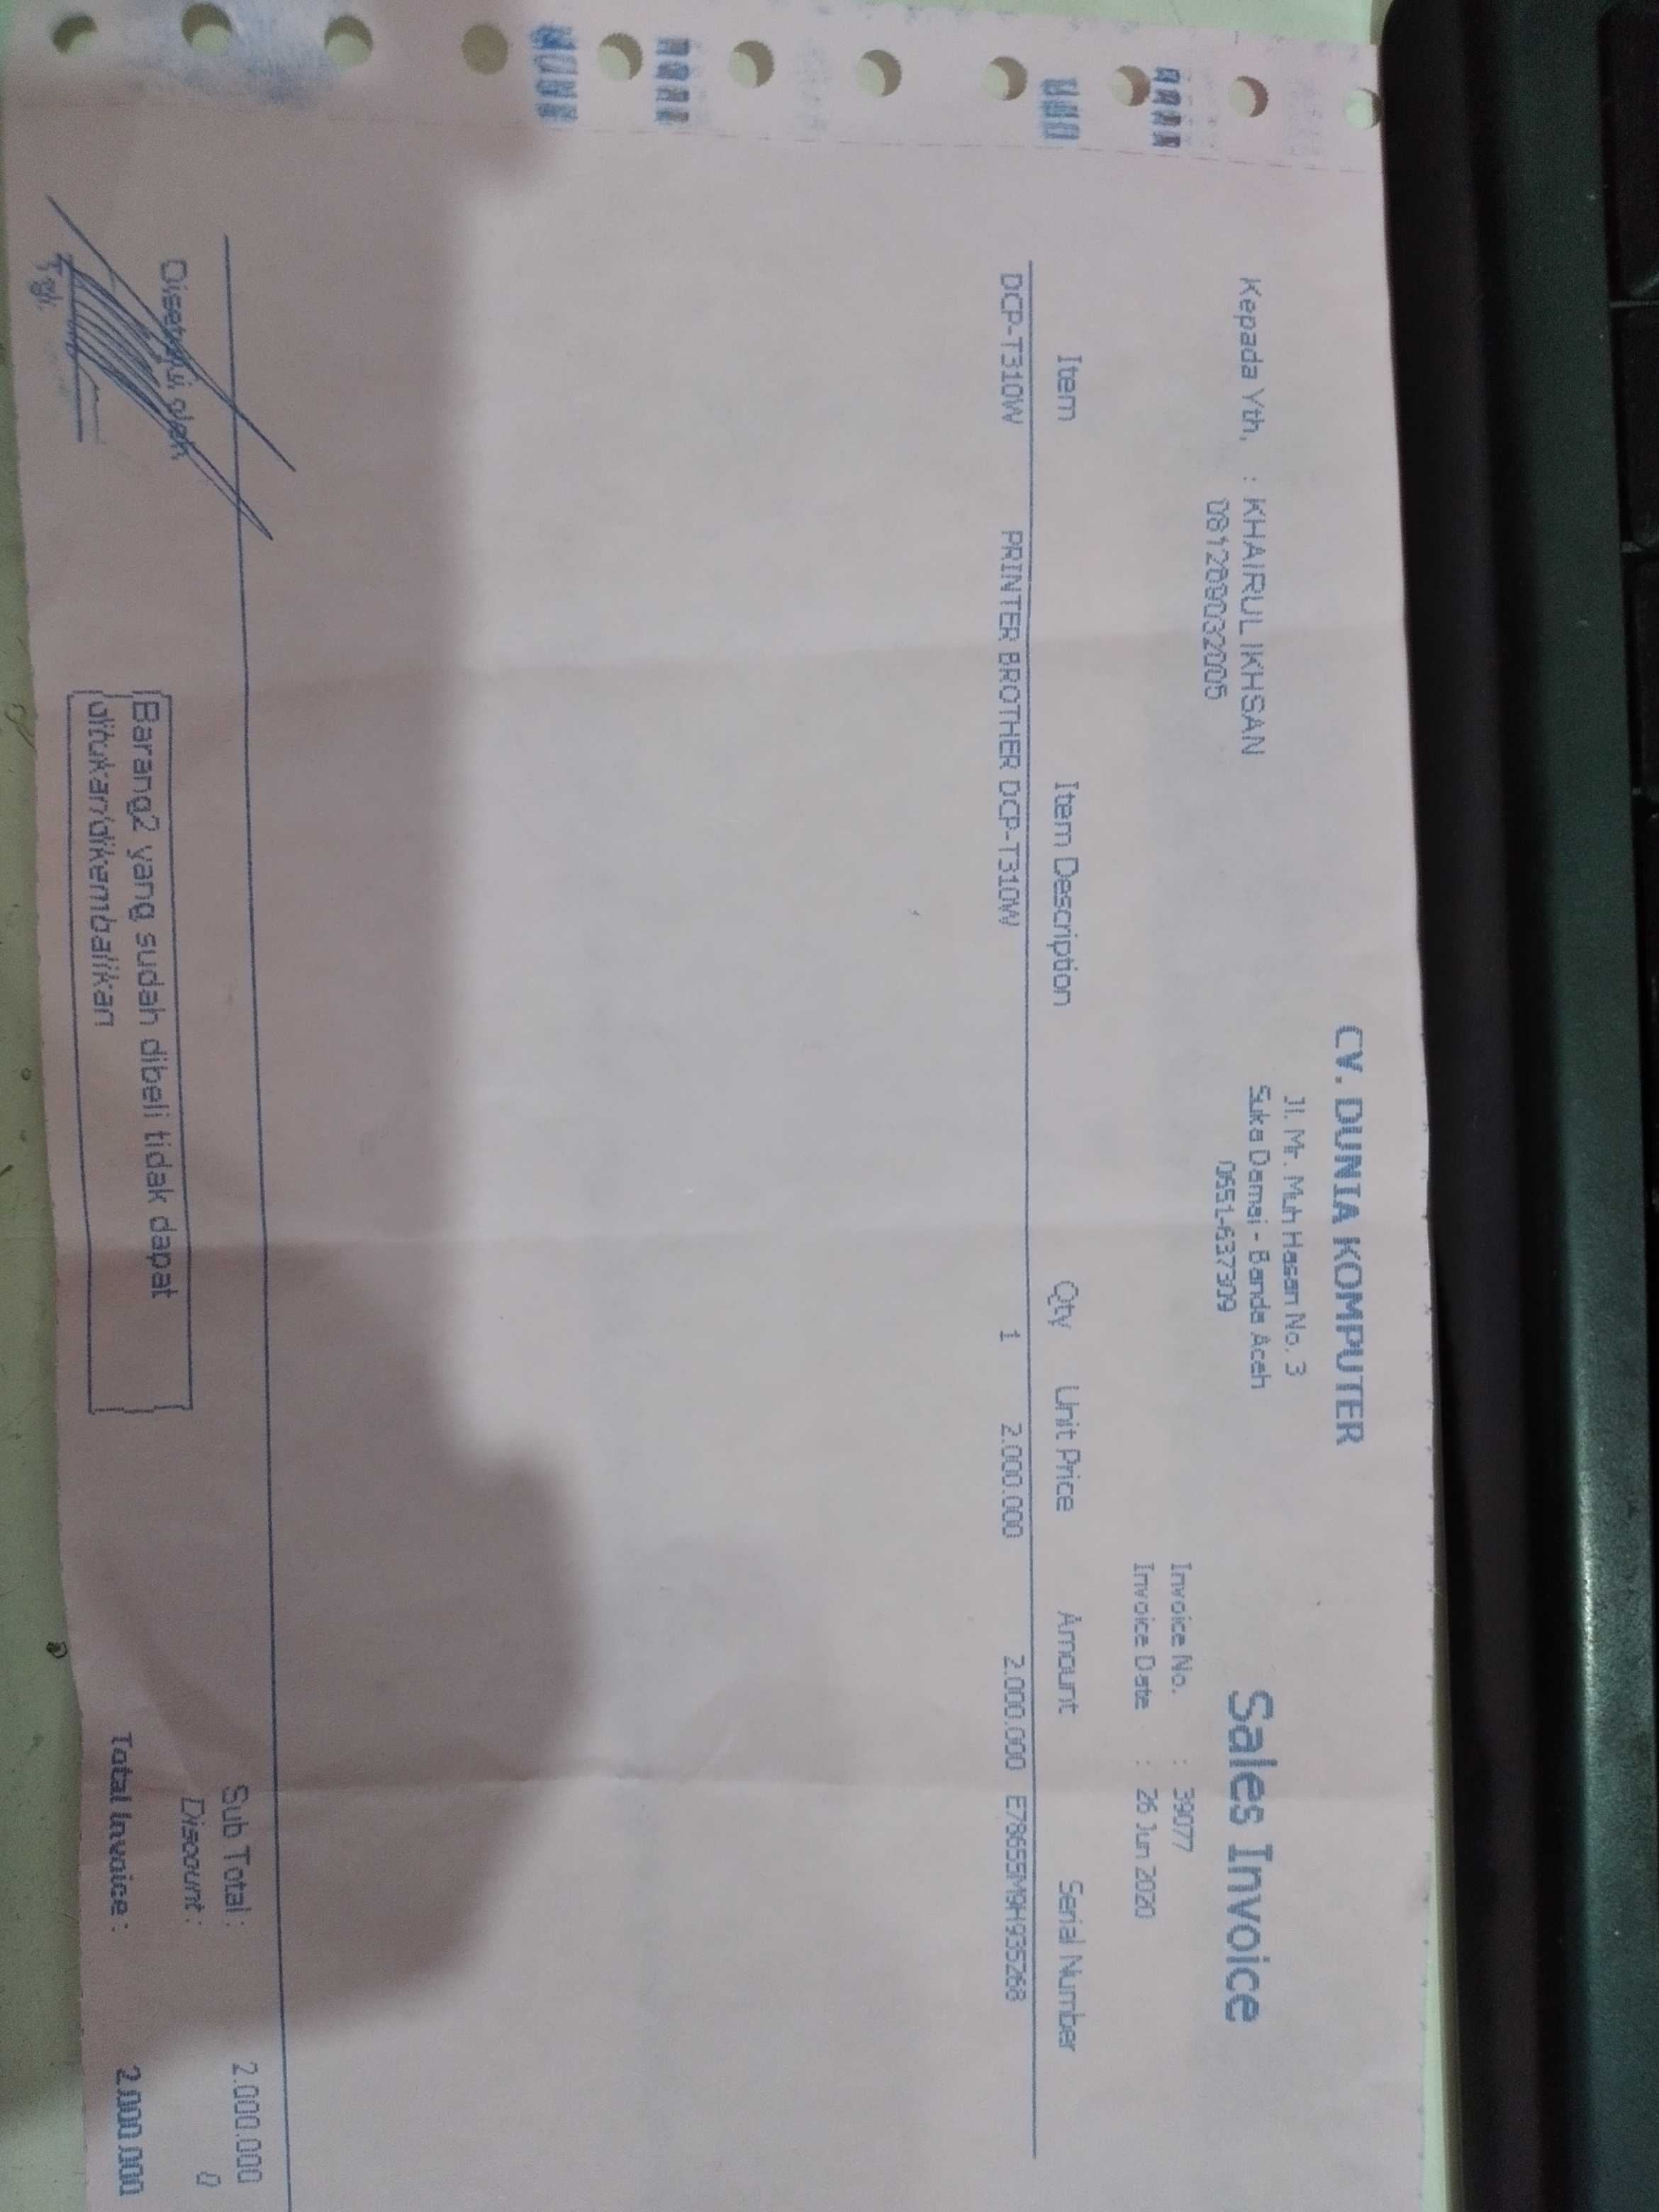 CV. DUNIA KOMPUTER
Jl. Mr. Muh Hasan No. 3
Suka Damai - Banda Aceh
0651-637309
Sales Invoice
Kepada Yth, : KHAIRUL IKHSAN
081280032005
Invoice No. : 39077
Invoice Date : 26 Jun 2020
Item Item Description Qty Unit Price Amount Serial Number
DCP-T310W PRINTER BROTHER DCP-T310W 1 2.000.000 2.000.000 E78655M9H935268
Disetujui oleh
Tgl.
Barang2 yang sudah dibeli tidak dapat
ditukar/dikembalikan
Sub Total : 2.000.000
Discount : 0
Total Invoice : 2.000.000